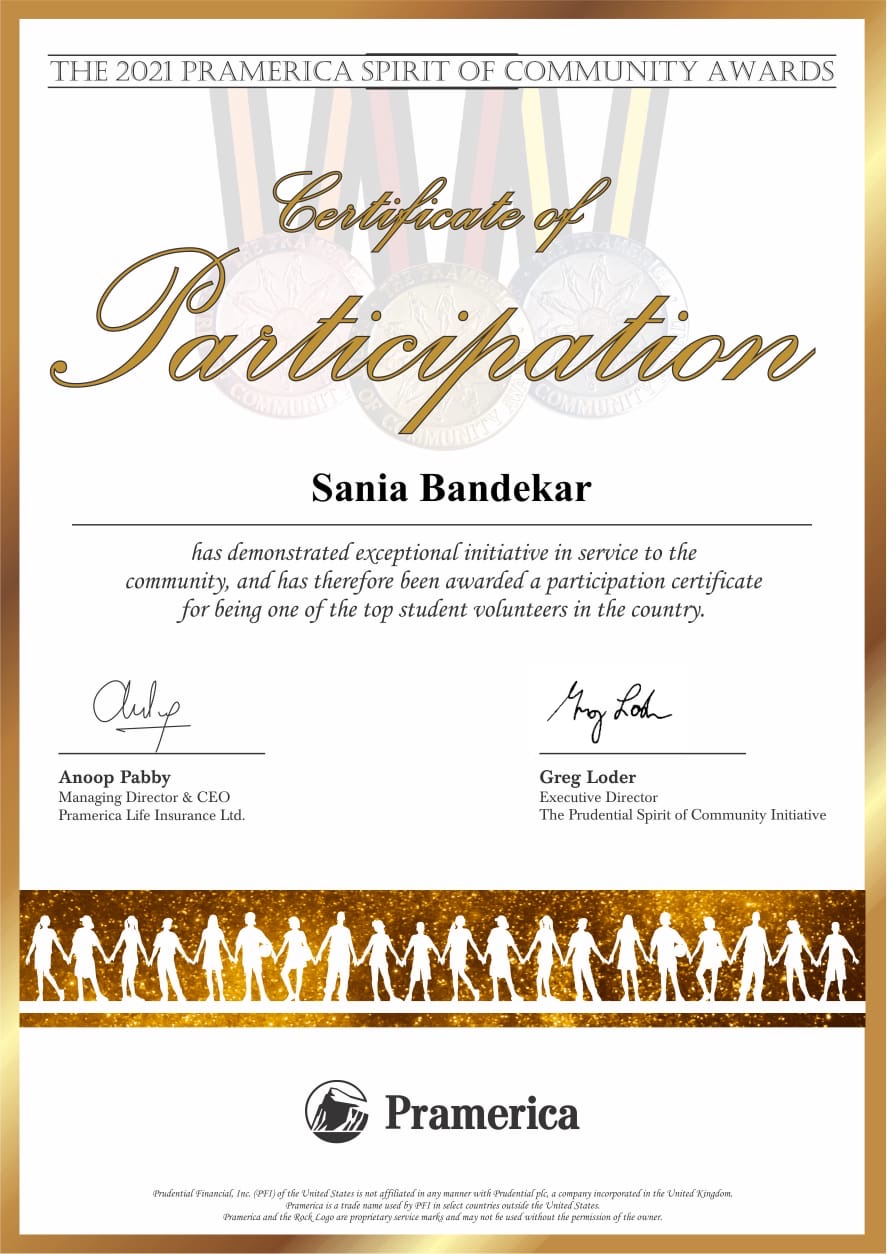 THE 2021 PRAMERICA SPIRIT OF COMMUNITY AWARDS
Certificate of
Participation
Sania Bandekar
has demonstrated exceptional initiative in service to the
community, and has therefore been awarded a participation certificate
for being one of the top student volunteers in the country.
Anoop Pabby
Managing Director & CEO
Pramerica Life Insurance Ltd.
Greg Loder
Executive Director
The Prudential Spirit of Community Initiative
Pramerica
Prudential Financial, Inc. (PFI) of the United States is not affiliated in any manner with Prudential plc, a company incorporated in the United Kingdom.
Pramerica is a trade name used by PFI in select countries outside the United States.
Pramerica and the Rock Logo are proprietary service marks and may not be used without the permission of the owner.